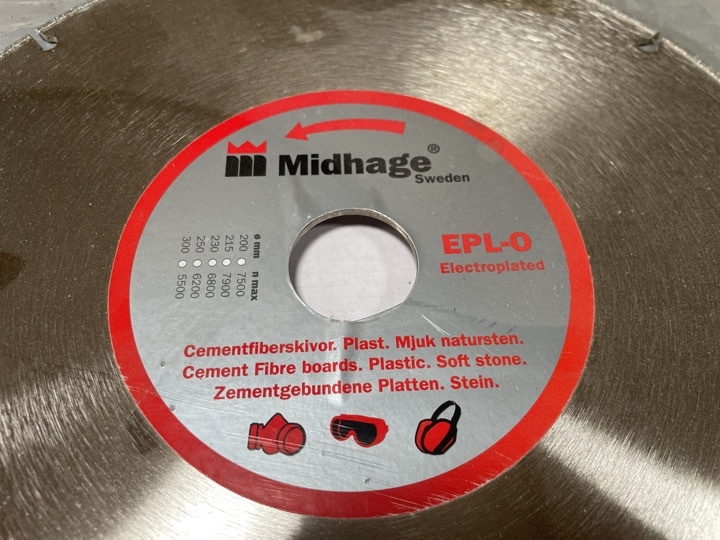 Midhage®
Sweden
EPL-O
Electroplated
ø mm n max
200 7500
215 7900
230 6800
250 6200
300 5500
Cementfiberskivor. Plast. Mjuk natursten.
Cement Fibre boards. Plastic. Soft stone.
Zementgebundene Platten. Stein.